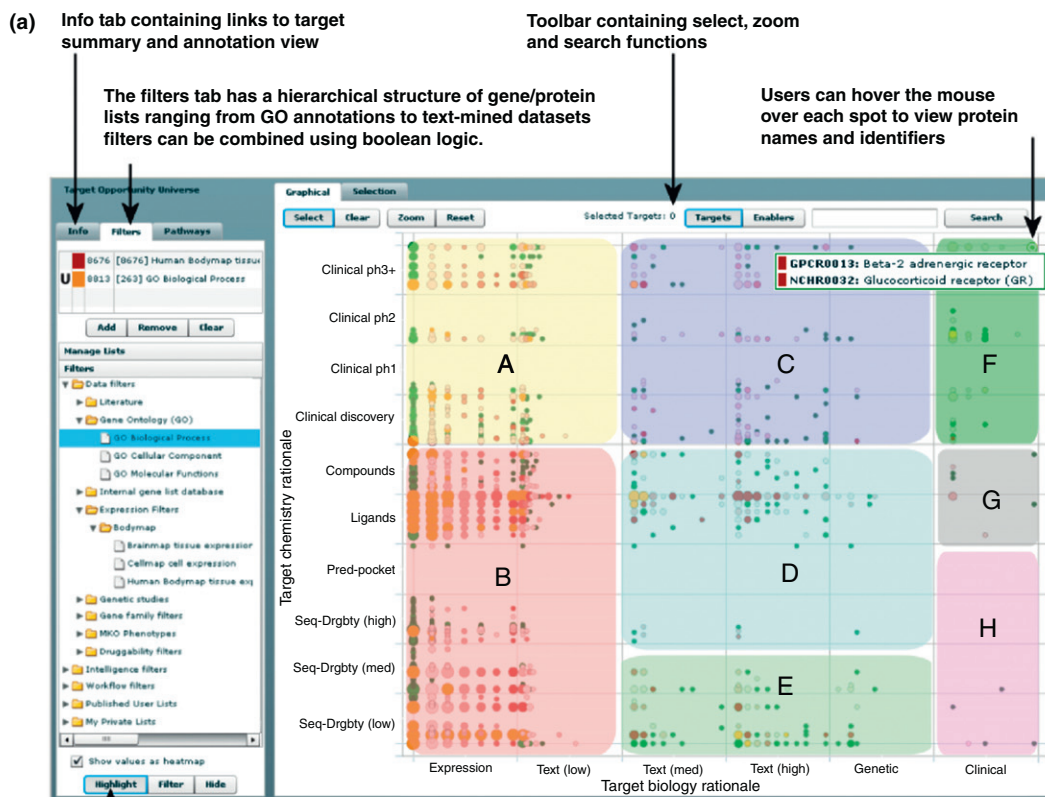 (a)
Info tab containing links to target
summary and annotation view
Toolbar containing select, zoom
and search functions
The filters tab has a hierarchical structure of gene/protein
lists ranging from GO annotations to text-mined datasets
filters can be combined using boolean logic.
Users can hover the mouse
over each spot to view protein
names and identifiers
Target Opportunity Universe
Info
Filters
Pathways
8676 [8676] Human Bodymap tissue
U 8813 [263] GO Biological Process
Add
Remove
Clear
Manage Lists
Filters
Data filters
Literature
Gene Ontology (GO)
GO Biological Process
GO Cellular Component
GO Molecular Functions
Internal gene list database
Expression Filters
Bodymap
Brainmap tissue expression
Cellmap cell expression
Human Bodymap tissue exp
Genetic studies
Gene family filters
MKO Phenotypes
Druggability filters
Intelligence filters
Workflow filters
Published User Lists
My Private Lists
Show values as heatmap
Highlight
Filter
Hide
Graphical
Selection
Select
Clear
Zoom
Reset
Selected Targets: 0
Targets
Enablers
Search
GPCR0013: Beta-2 adrenergic receptor
NCHR0032: Glucocorticoid receptor (GR)
Target chemistry rationale
Clinical ph3+
Clinical ph2
Clinical ph1
Clinical discovery
Compounds
Ligands
Pred-pocket
Seq-Drgbty (high)
Seq-Drgbty (med)
Seq-Drgbty (low)
A
C
F
G
B
D
H
E
Expression
Text (low)
Text (med)
Text (high)
Genetic
Clinical
Target biology rationale